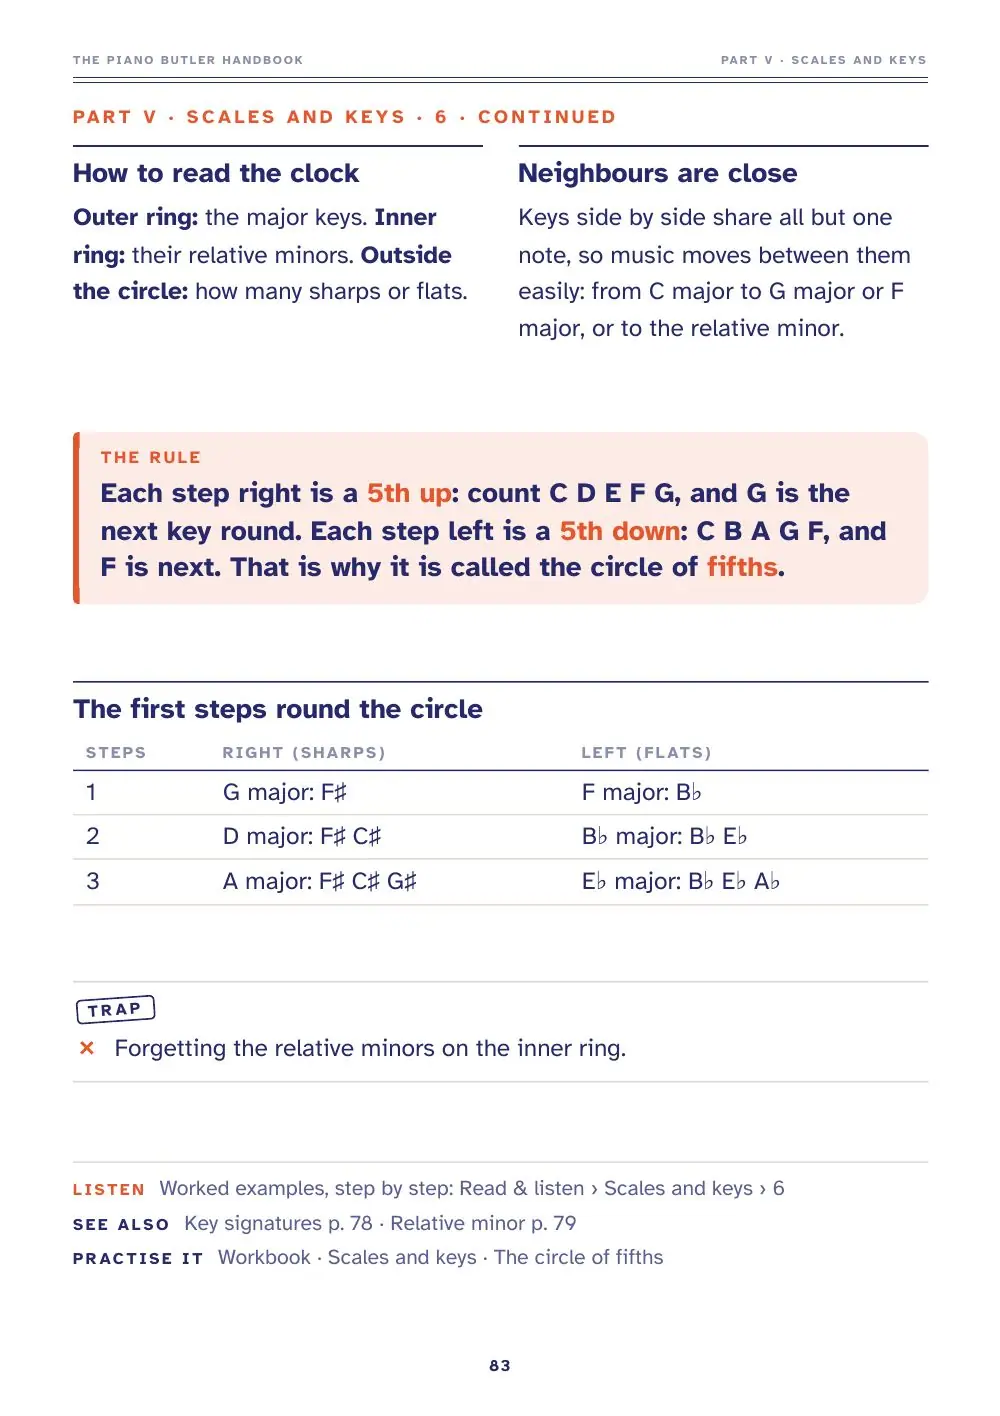 THE PIANO BUTLER HANDBOOK
PART V · SCALES AND KEYS
PART V · SCALES AND KEYS · 6 · CONTINUED
How to read the clock
Outer ring: the major keys. Inner
ring: their relative minors. Outside
the circle: how many sharps or flats.
Neighbours are close
Keys side by side share all but one
note, so music moves between them
easily: from C major to G major or F
major, or to the relative minor.
THE RULE
Each step right is a 5th up: count C D E F G, and G is the
next key round. Each step left is a 5th down: C B A G F, and
F is next. That is why it is called the circle of fifths.
The first steps round the circle
STEPS RIGHT (SHARPS) LEFT (FLATS)
1 G major: F♯ F major: B♭
2 D major: F♯ C♯ B♭ major: B♭ E♭
3 A major: F♯ C♯ G♯ E♭ major: B♭ E♭ A♭
TRAP
× Forgetting the relative minors on the inner ring.
LISTEN Worked examples, step by step: Read & listen › Scales and keys › 6
SEE ALSO Key signatures p. 78 · Relative minor p. 79
PRACTISE IT Workbook · Scales and keys · The circle of fifths
83